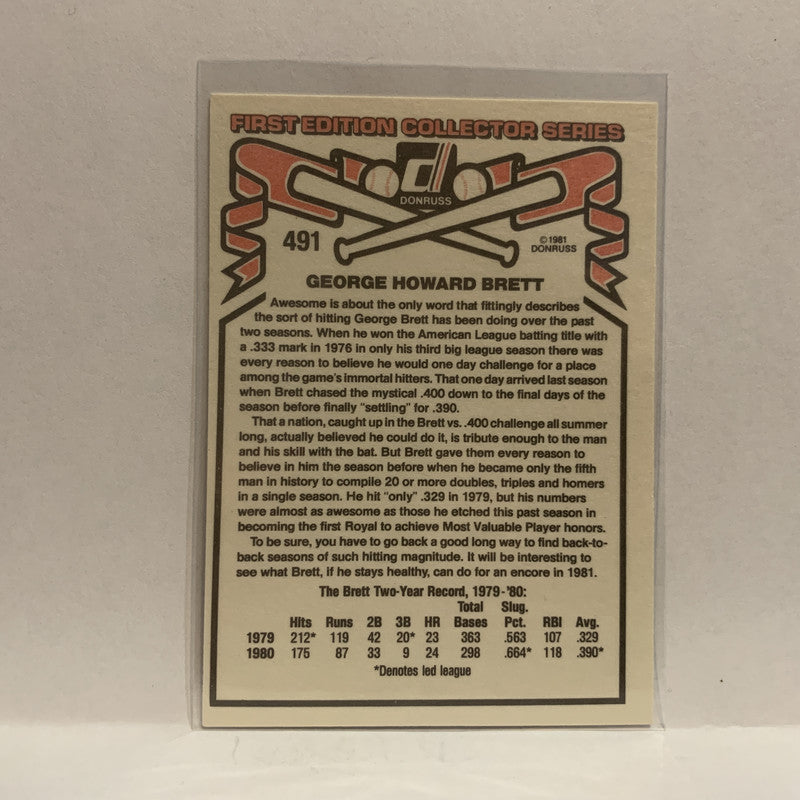 FIRST EDITION COLLECTOR SERIES
d
DONRUSS
491
©1981
DONRUSS
GEORGE HOWARD BRETT
Awesome is about the only word that fittingly describes
the sort of hitting George Brett has been doing over the past
two seasons. When he won the American League batting title with
a .333 mark in 1976 in only his third big league season there was
every reason to believe he would one day challenge for a place
among the game's immortal hitters. That one day arrived last season
when Brett chased the mystical .400 down to the final days of the
season before finally "settling" for .390.
That a nation, caught up in the Brett vs. .400 challenge all summer
long, actually believed he could do it, is tribute enough to the man
and his skill with the bat. But Brett gave them every reason to
believe in him the season before when he became only the fifth
man in history to compile 20 or more doubles, triples and homers
in a single season. He hit "only" .329 in 1979, but his numbers
were almost as awesome as those he etched this past season in
becoming the first Royal to achieve Most Valuable Player honors.
To be sure, you have to go back a good long way to find back-to-
back seasons of such hitting magnitude. It will be interesting to
see what Brett, if he stays healthy, can do for an encore in 1981.
The Brett Two-Year Record, 1979-'80:
Total Slug.
Hits Runs 2B 3B HR Bases Pct. RBI Avg.
1979 212* 119 42 20* 23 363 .563 107 .329
1980 175 87 33 9 24 298 .664* 118 .390*
*Denotes led league